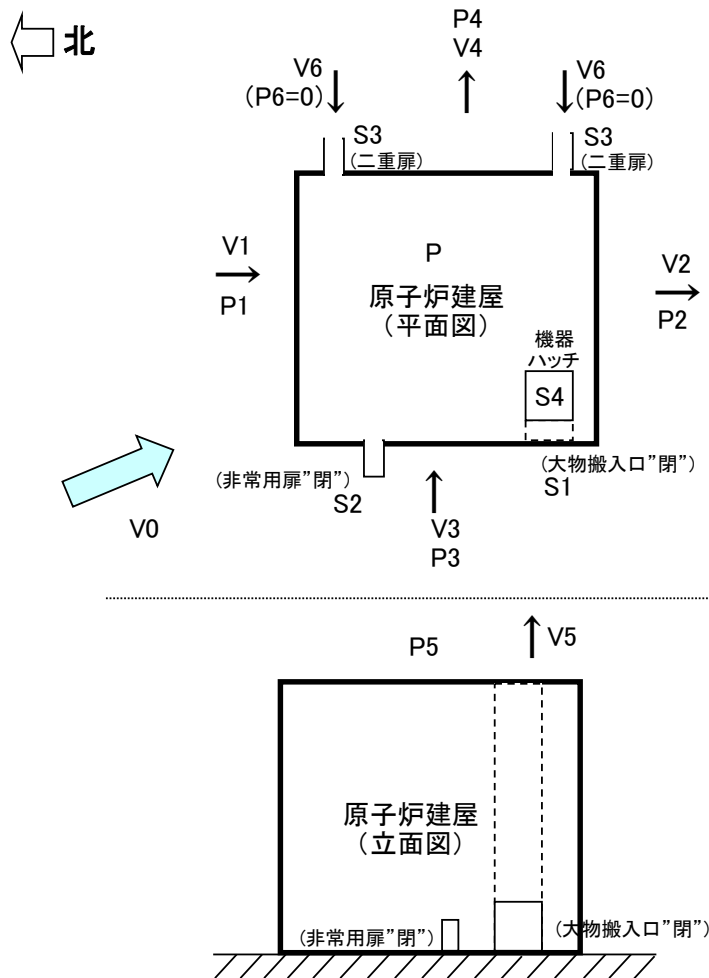 北
P4
V4
V6
(P6=0)
V6
(P6=0)
S3
(二重扉)
S3
(二重扉)
V1
P1
P
原子炉建屋
(平面図)
V2
P2
機器
ハッチ
S4
(非常用扉”閉”)
S2
(大物搬入口”閉”)
S1
V0
V3
P3
P5
V5
原子炉建屋
(立面図)
(非常用扉”閉”)
(大物搬入口”閉”)